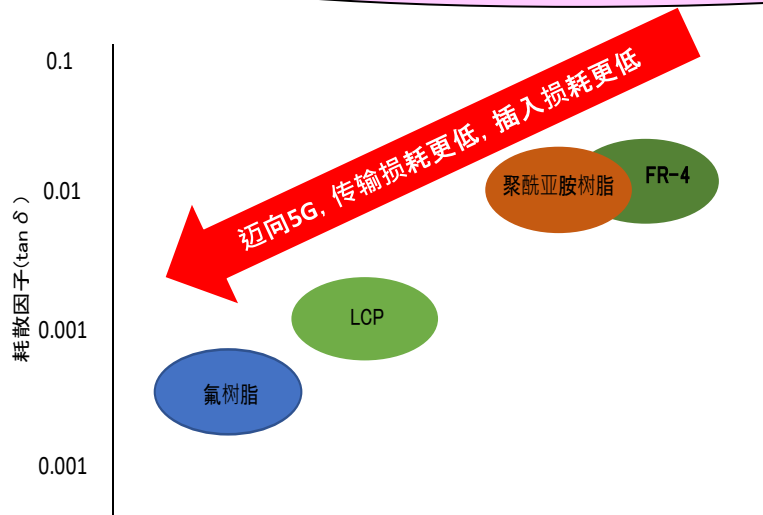 0.1
迈向5G, 传输损耗更低, 插入损耗更低
聚酰亚胺树脂
FR-4
0.01
耗散因子(tan δ)
LCP
0.001
氟树脂
0.001